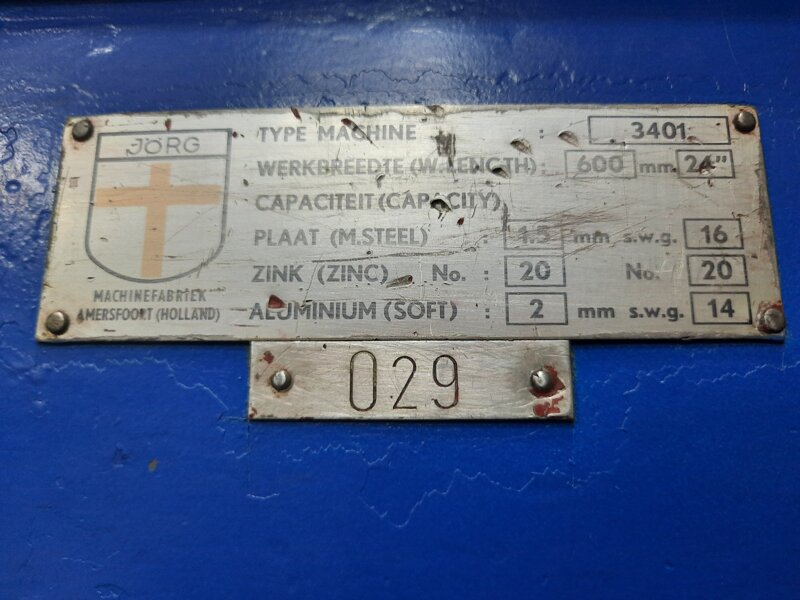 JÖRG
MACHINEFABRIEK
AMERSFOORT (HOLLAND)
TYPE MACHINE : 3401
WERKBREEDTE (W.LENGTH) : 600 mm. 24"
CAPACITEIT (CAPACITY)
PLAAT (M.STEEL) : 1.5 mm s.w.g. 16
ZINK (ZINC) No. : 20 No. 20
ALUMINIUM (SOFT) : 2 mm s.w.g. 14
029